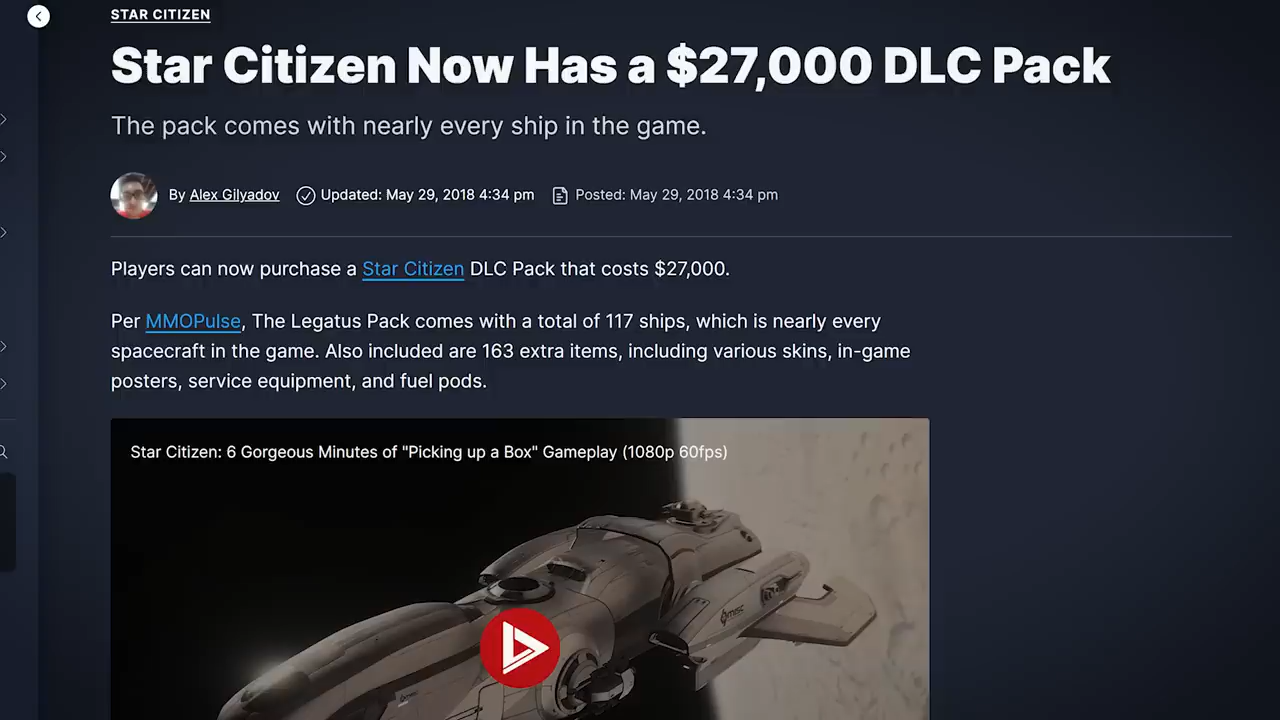 STAR CITIZEN
Star Citizen Now Has a $27,000 DLC Pack
The pack comes with nearly every ship in the game.
By Alex Gilyadov Updated: May 29, 2018 4:34 pm Posted: May 29, 2018 4:34 pm
Players can now purchase a Star Citizen DLC Pack that costs $27,000.
Per MMOPulse, The Legatus Pack comes with a total of 117 ships, which is nearly every
spacecraft in the game. Also included are 163 extra items, including various skins, in-game
posters, service equipment, and fuel pods.
Star Citizen: 6 Gorgeous Minutes of "Picking up a Box" Gameplay (1080p 60fps)
misc